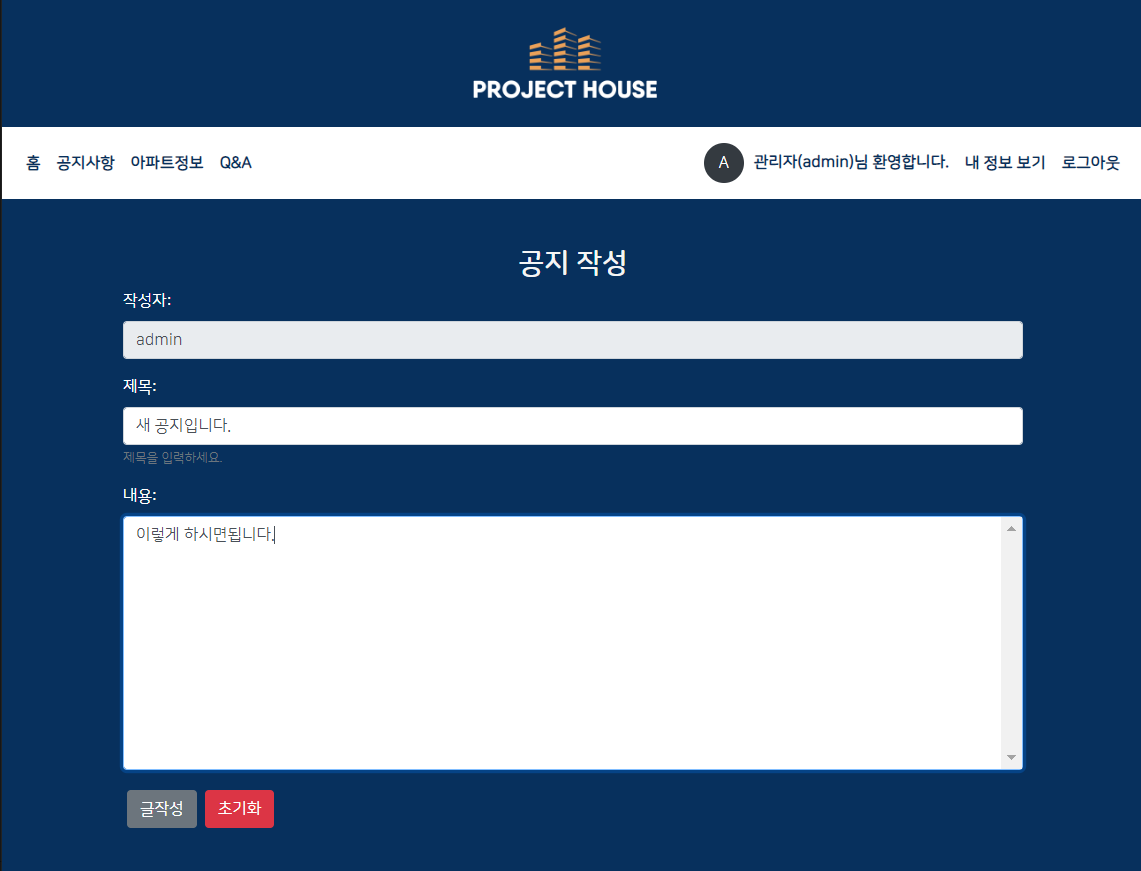 PROJECT HOUSE
홈 공지사항 아파트정보 Q&A A 관리자(admin)님 환영합니다. 내 정보 보기 로그아웃
공지 작성
작성자:
admin
제목:
새 공지입니다.
제목을 입력하세요.
내용:
이렇게 하시면됩니다.
글작성 초기화